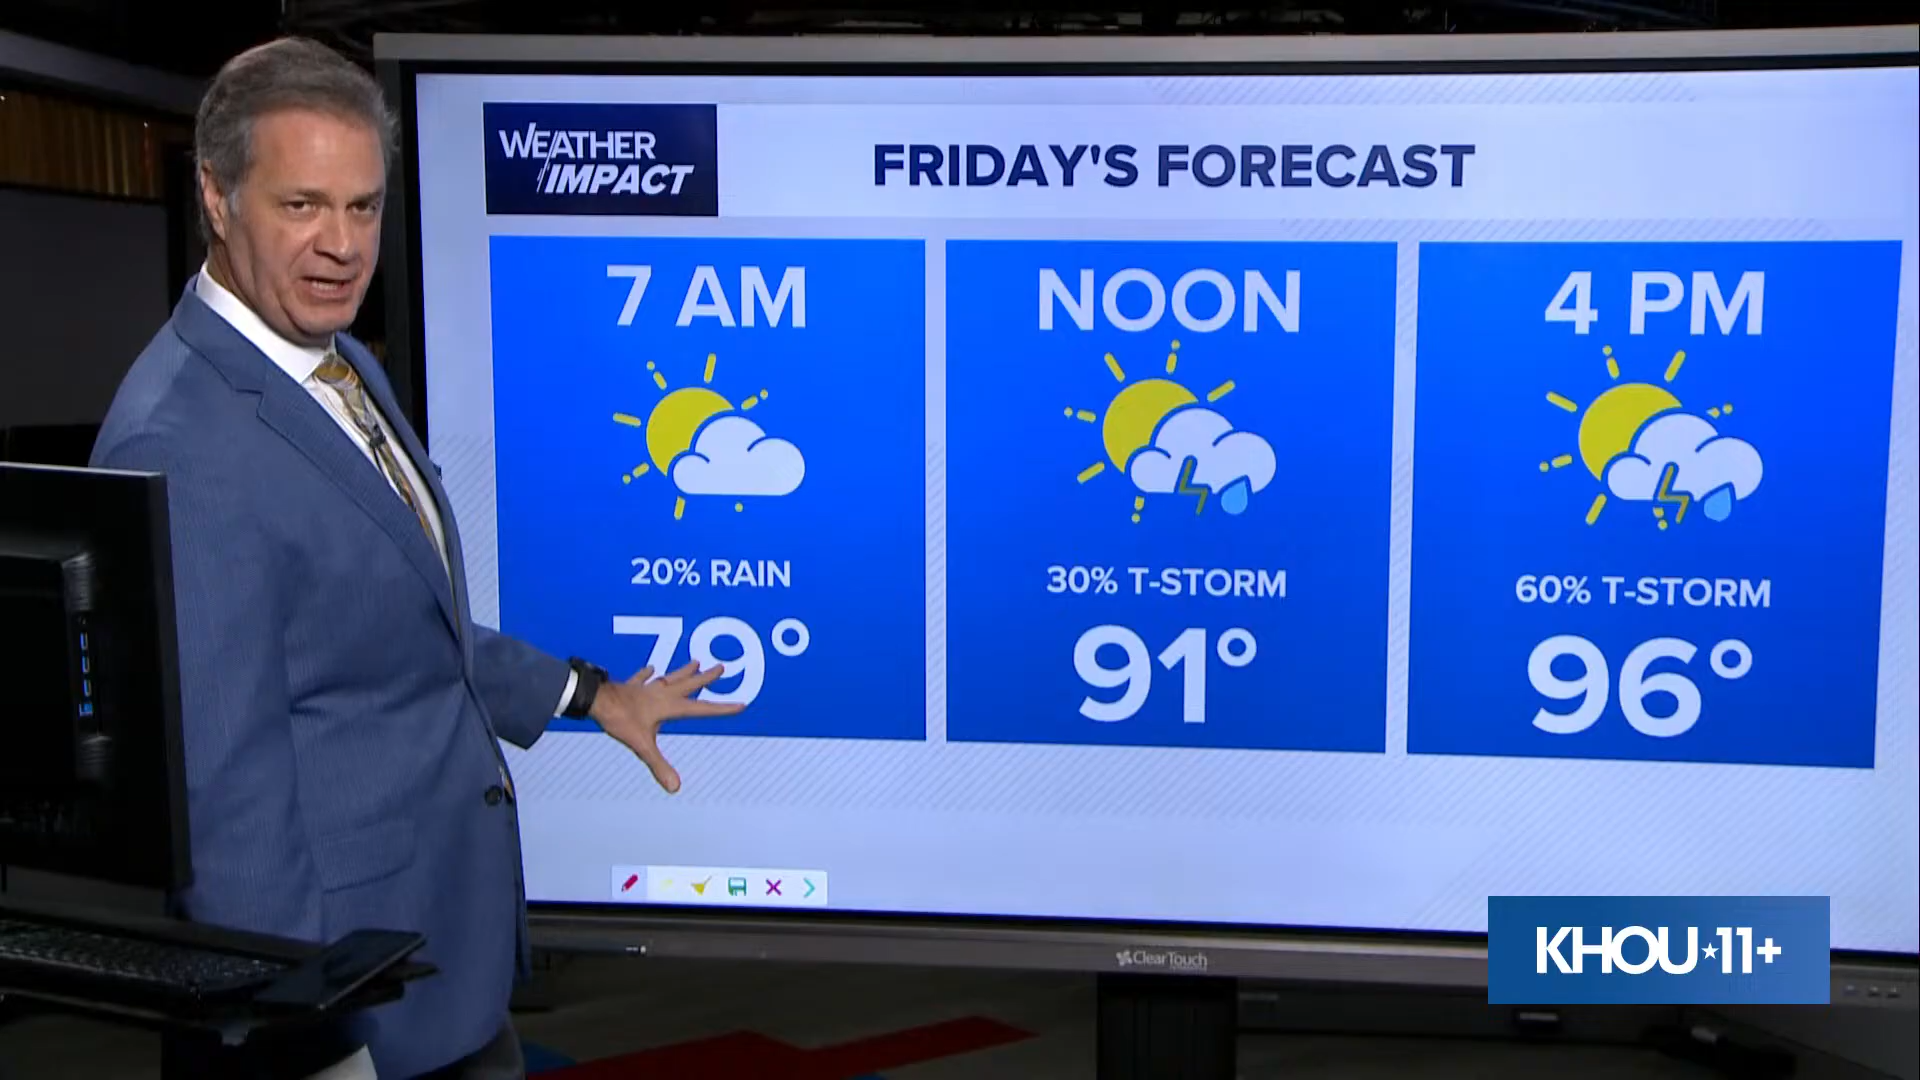 WEATHER
IMPACT
FRIDAY'S FORECAST
7 AM
20% RAIN
79°
NOON
30% T-STORM
91°
4 PM
60% T-STORM
96°
ClearTouch
KHOU★11+